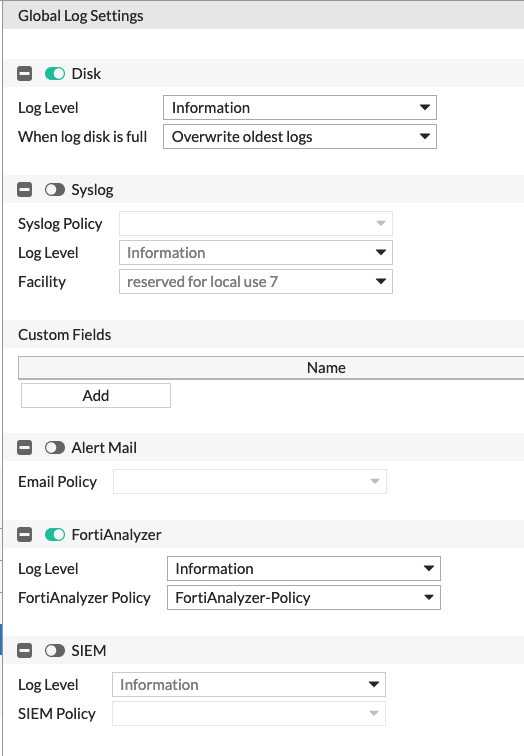 Global Log Settings
Disk
Log Level Information
When log disk is full Overwrite oldest logs
Syslog
Syslog Policy
Log Level Information
Facility reserved for local use 7
Custom Fields
Name
Add
Alert Mail
Email Policy
FortiAnalyzer
Log Level Information
FortiAnalyzer Policy FortiAnalyzer-Policy
SIEM
Log Level Information
SIEM Policy